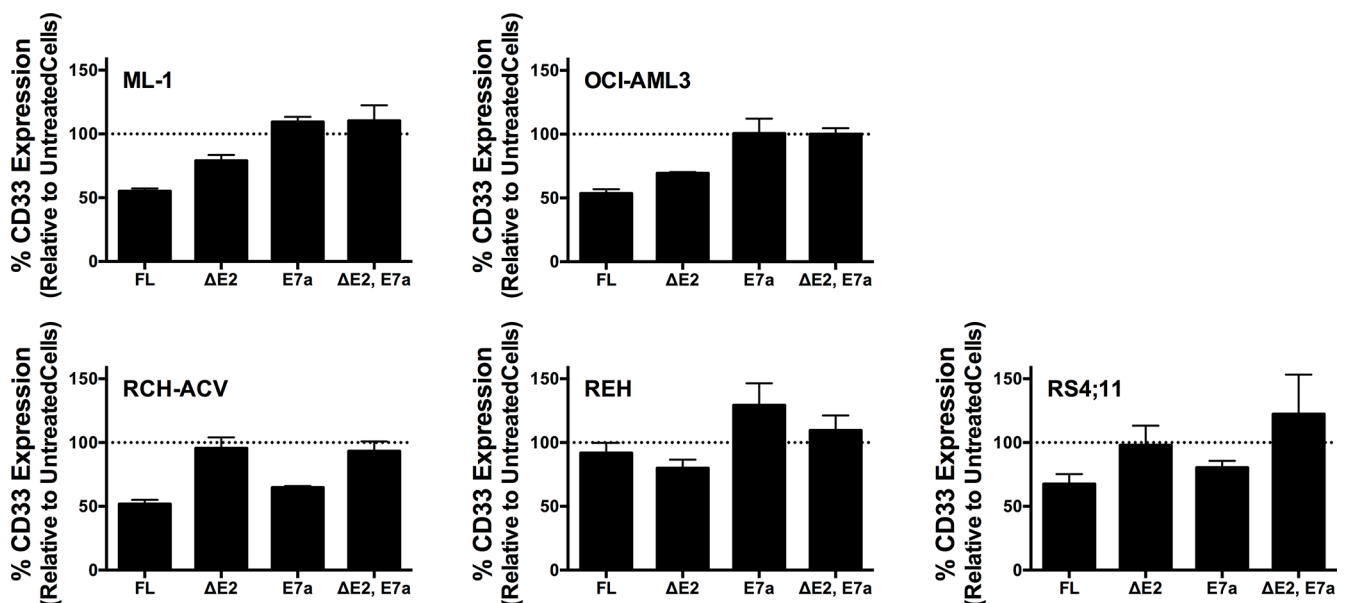 % CD33 Expression
(Relative to UntreatedCells)
ML-1
150
100
50
0
FL ΔE2 E7a ΔE2, E7a
% CD33 Expression
(Relative to UntreatedCells)
OCI-AML3
150
100
50
0
FL ΔE2 E7a ΔE2, E7a
% CD33 Expression
(Relative to UntreatedCells)
RCH-ACV
150
100
50
0
FL ΔE2 E7a ΔE2, E7a
% CD33 Expression
(Relative to UntreatedCells)
REH
150
100
50
0
FL ΔE2 E7a ΔE2, E7a
% CD33 Expression
(Relative to UntreatedCells)
RS4;11
150
100
50
0
FL ΔE2 E7a ΔE2, E7a